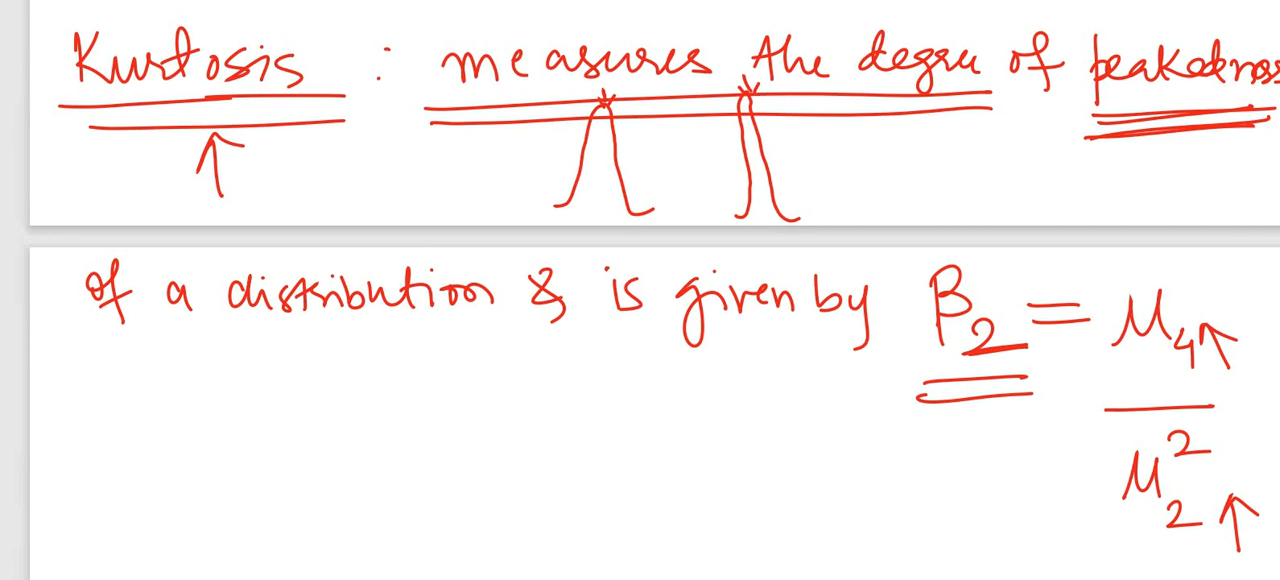 Kurtosis : measures the degree of peakedness
of a distribution & is given by β₂ = μ₄
μ₂²